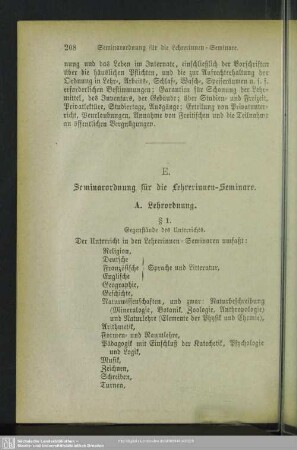 208 Seminarordnung für die Lehrerinnen-Seminare.
nung und das Leben im Internate, einschließlich der Vorschriften
über die häuslichen Pflichten, und die zur Aufrechterhaltung der
Ordnung in Lehr-, Arbeits-, Schlaf-, Wasch-, Speiseräumen u. s. f.
erforderlichen Bestimmungen; Garantien für Schonung der Lehr-
mittel, des Inventars, der Gebäude; über Studien- und Freizeit,
Privatlektüre, Studiertage, Ausgänge; Erteilung von Privatunter-
richt, Beurlaubungen, Annahme von Freitischen und die Teilnahme
an öffentlichen Vergnügungen.
E.
Seminarordnung für die Lehrerinnen-Seminare.
A. Lehrordnung.
§ 1.
Gegenstände des Unterrichts.
Der Unterricht in den Lehrerinnen-Seminaren umfaßt:
Religion,
Deutsche
Französische } Sprache und Litteratur,
Englische
Geographie,
Geschichte,
Naturwissenschaften, und zwar: Naturbeschreibung
(Mineralogie, Botanik, Zoologie, Anthropologie)
und Naturlehre (Elemente der Physik und Chemie),
Arithmetik,
Formen- und Raumlehre,
Pädagogik mit Einschluß der Katechetik, Psychologie
und Logik,
Musik,
Zeichnen,
Schreiben,
Turnen,